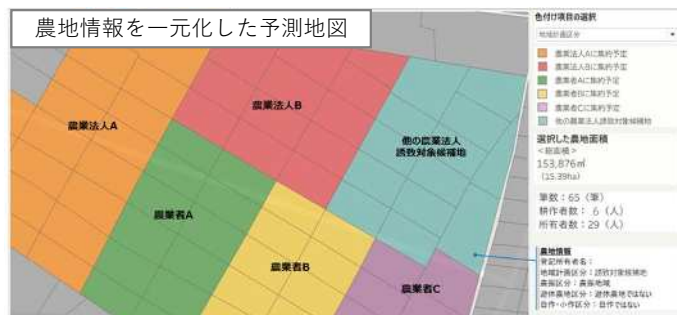 農地情報を一元化した予測地図
農業法人A
農業法人B
他の農業法人
誘致対象候補地
農業者A
農業者B
農業者C
色付け項目の選択
地域計画区分
農業法人Aに集約予定
農業法人Bに集約予定
農業者Aに集約予定
農業者Bに集約予定
農業者Cに集約予定
他の農業法人誘致対象候補地
選択した農地面積
<総面積>
153,876㎡
(15.39ha)
筆数：65（筆）
耕作者数：6（人）
所有者数：29（人）
農地情報
登記所有者名：
地域計画区分：誘致対象候補地
農振区分：農振地域
遊休農地区分：遊休農地ではない
自作・小作区分：自作ではない